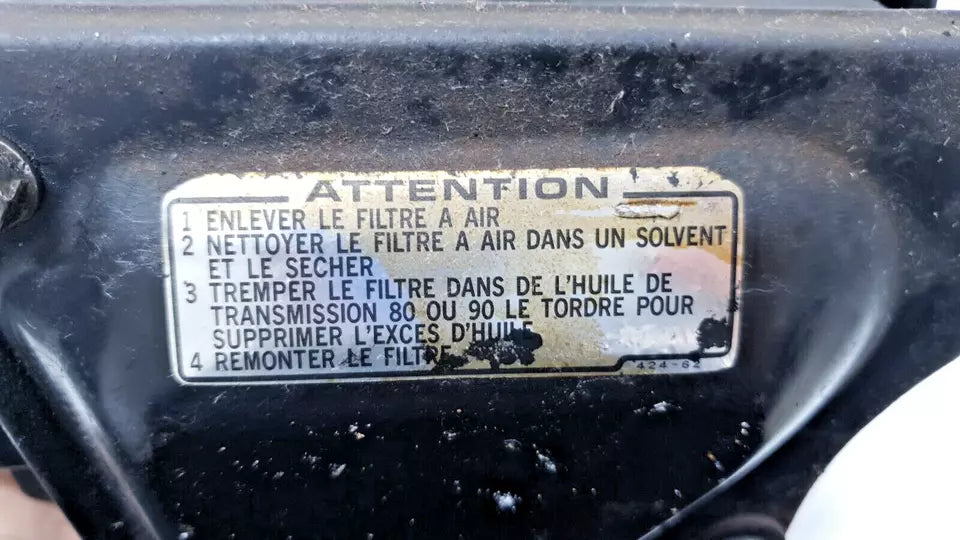 ATTENTION
1 ENLEVER LE FILTRE A AIR
2 NETTOYER LE FILTRE A AIR DANS UN SOLVENT
ET LE SECHER
3 TREMPER LE FILTRE DANS DE L'HUILE DE
TRANSMISSION 80 OU 90 LE TORDRE POUR
SUPPRIMER L'EXCES D'HUILE
4 REMONTER LE FILTRE